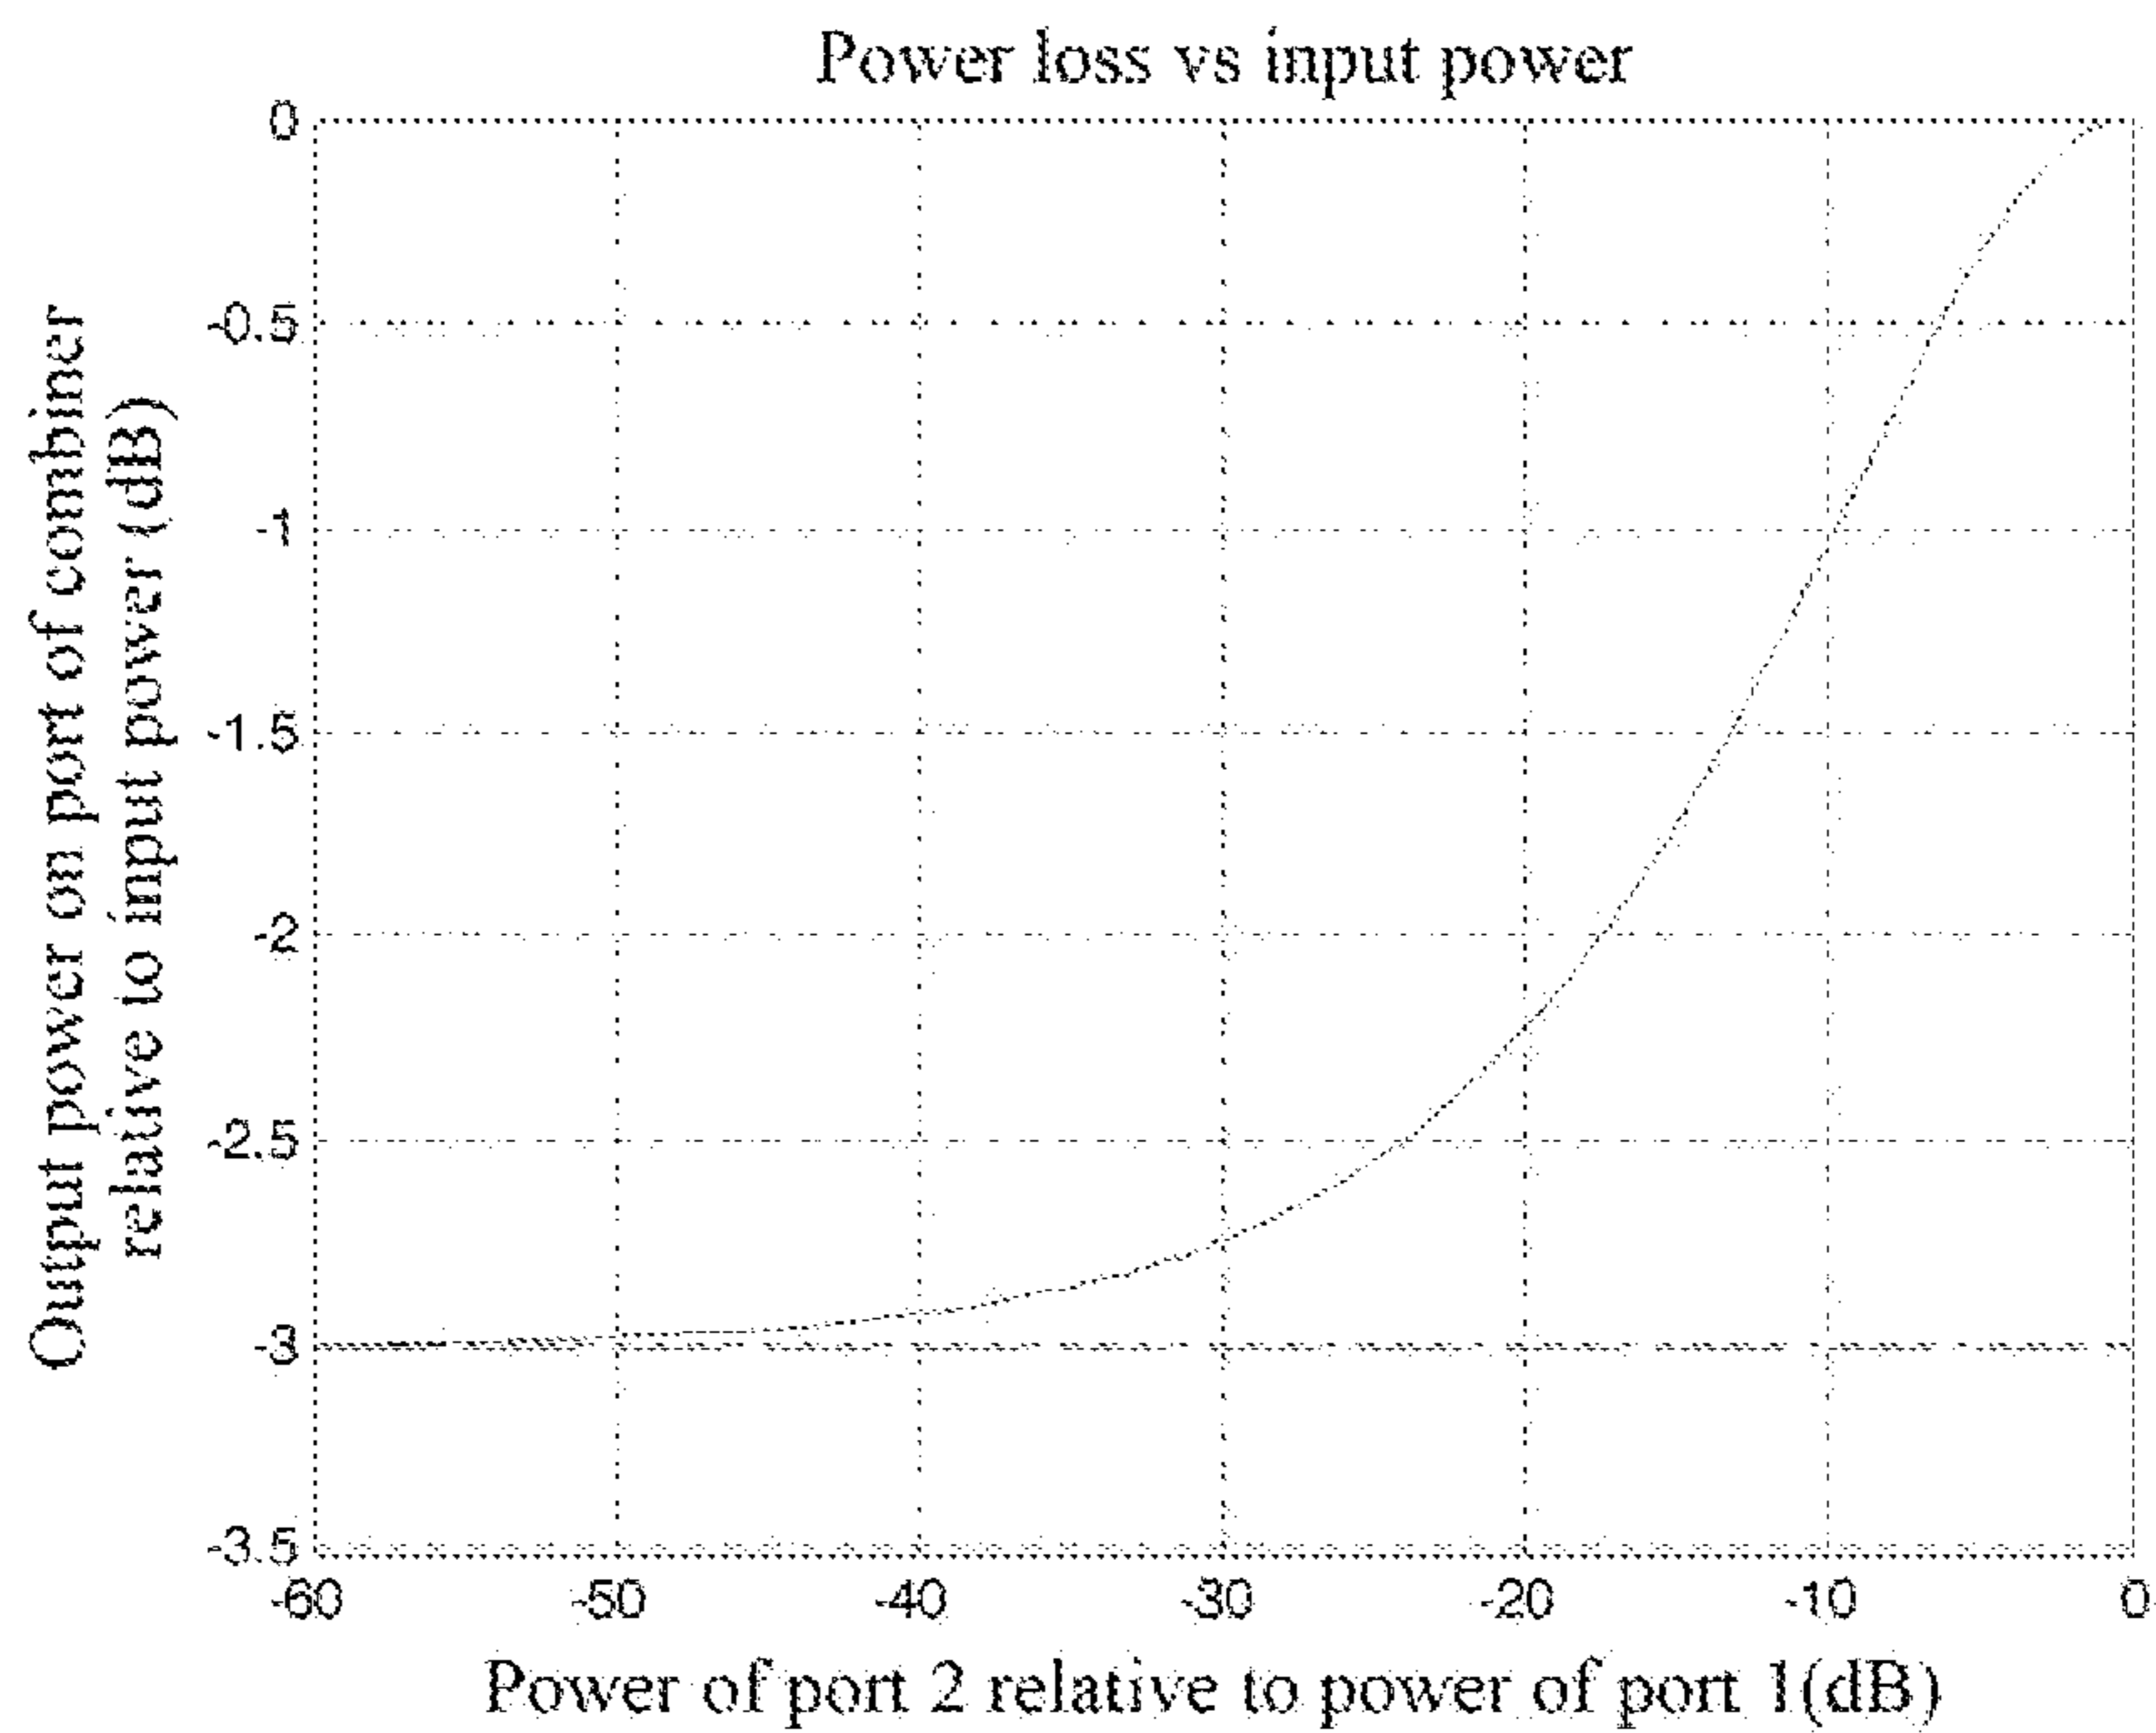 Power loss vs input power
Output power on port of combiner
relative to input power (dB)
0
-0.5
-1
-1.5
-2
-2.5
-3
-3.5
-60 -50 -40 -30 -20 -10 0
Power of port 2 relative to power of port 1(dB)